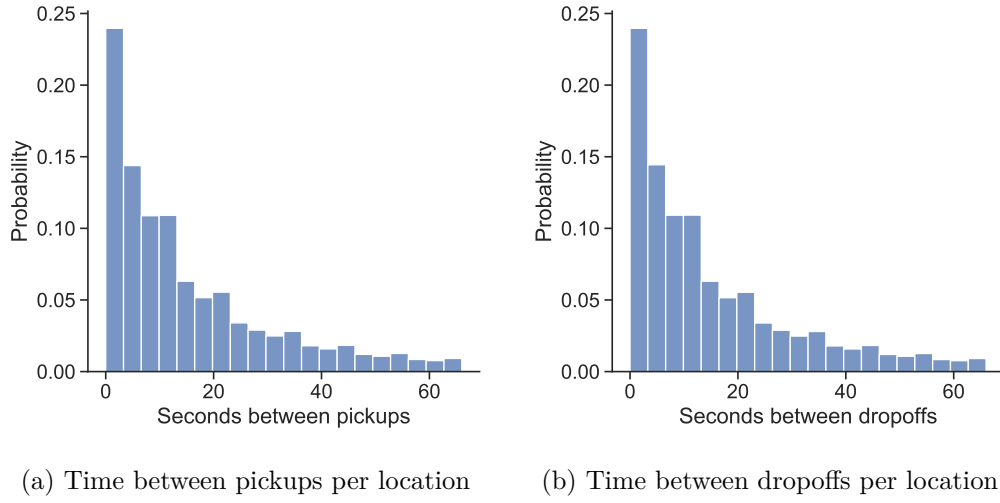 0.25
0.20
0.15
0.10
0.05
0.00
Probability
0 20 40 60
Seconds between pickups
(a) Time between pickups per location
0.25
0.20
0.15
0.10
0.05
0.00
Probability
0 20 40 60
Seconds between dropoffs
(b) Time between dropoffs per location